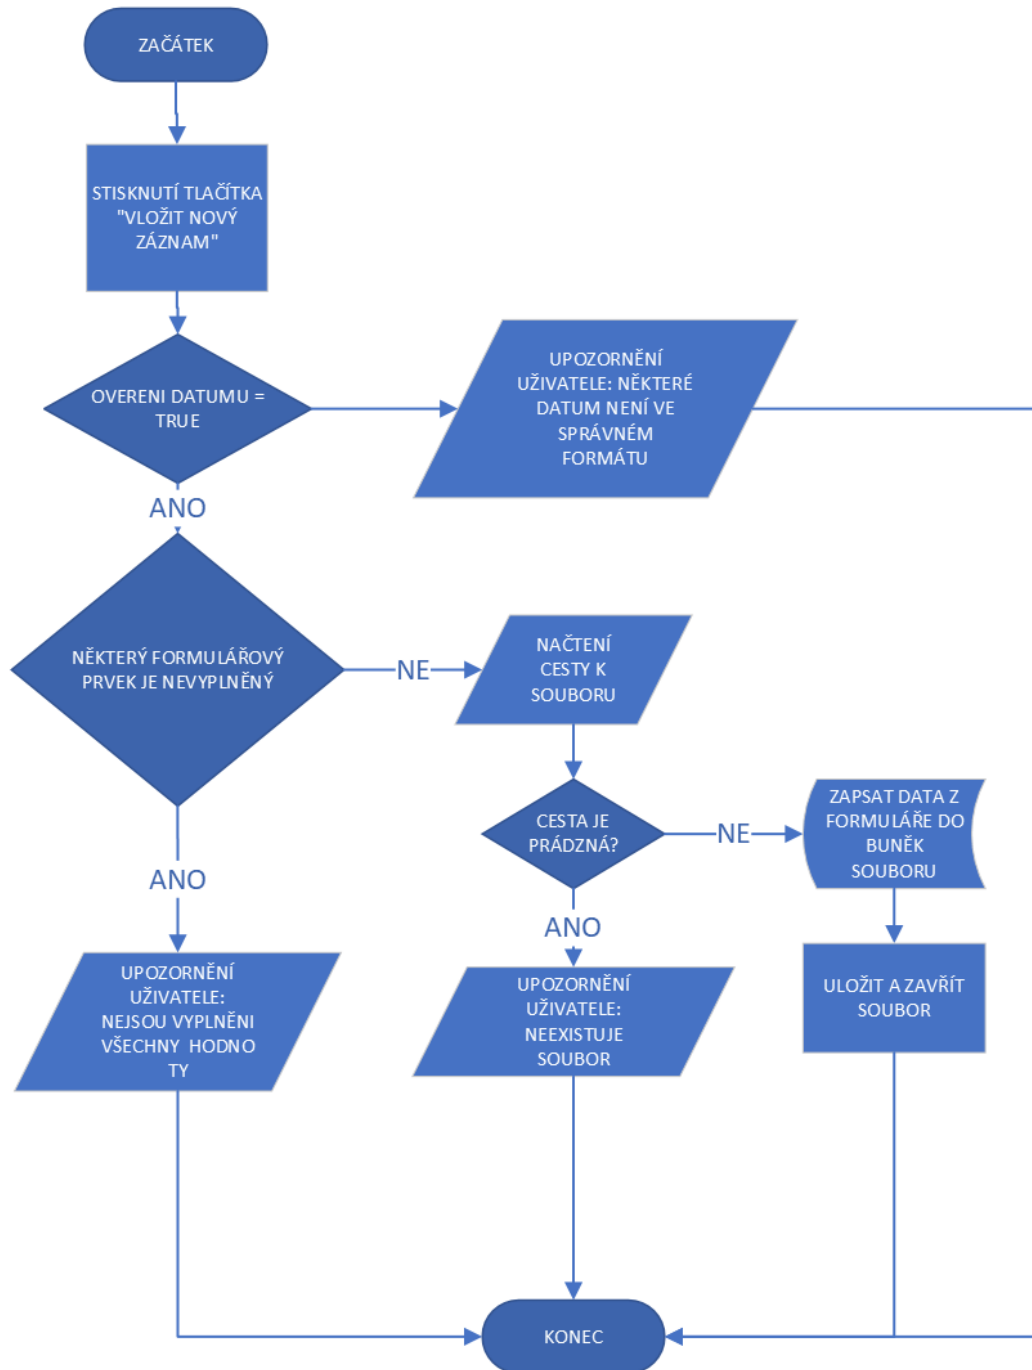 ZAČÁTEK
STISKNUTÍ TLAČÍTKA
"VLOŽIT NOVÝ
ZÁZNAM"
OVERENI DATUMU =
TRUE
UPOZORNĚNÍ
UŽIVATELE: NĚKTERÉ
DATUM NENÍ VE
SPRÁVNÉM
FORMÁTU
ANO
NĚKTERÝ FORMULÁŘOVÝ
PRVEK JE NEVYPLNĚNÝ
NE
NAČTENÍ
CESTY K
SOUBORU
CESTA JE
PRÁDZNÁ?
NE
ZAPSAT DATA Z
FORMULÁŘE DO
BUNĚK
SOUBORU
ANO
ANO
UPOZORNĚNÍ
UŽIVATELE:
NEJSOU VYPLNĚNI
VŠECHNY HODNO
TY
UPOZORNĚNÍ
UŽIVATELE:
NEEXISTUJE
SOUBOR
ULOŽIT A ZAVŘÍT
SOUBOR
KONEC